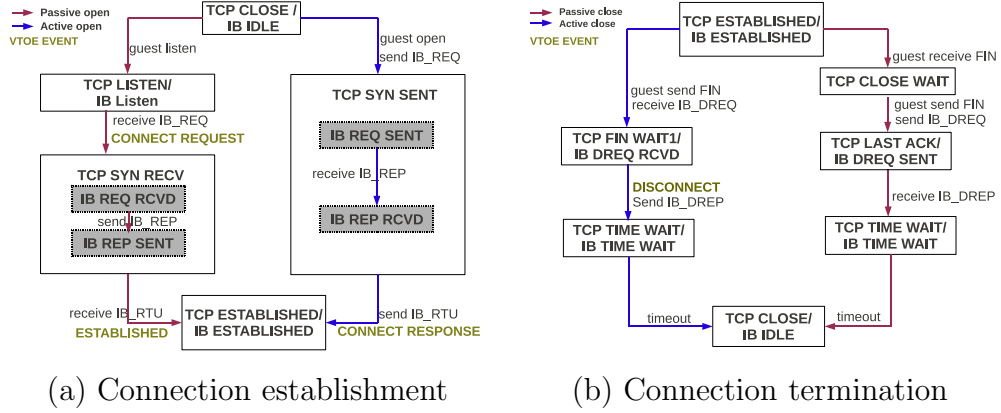 Passive open
Active open
VTOE EVENT
TCP CLOSE /
IB IDLE
guest listen
guest open
send IB_REQ
TCP LISTEN/
IB Listen
receive IB_REQ
CONNECT REQUEST
TCP SYN RECV
IB REQ RCVD
send IB_REP
IB REP SENT
TCP SYN SENT
IB REQ SENT
receive IB_REP
IB REP RCVD
receive IB_RTU
ESTABLISHED
TCP ESTABLISHED/
IB ESTABLISHED
send IB_RTU
CONNECT RESPONSE
(a) Connection establishment
Passive close
Active close
VTOE EVENT
TCP ESTABLISHED/
IB ESTABLISHED
guest receive FIN
TCP CLOSE WAIT
guest send FIN
receive IB_DREQ
guest send FIN
send IB_DREQ
TCP FIN WAIT1/
IB DREQ RCVD
TCP LAST ACK/
IB DREQ SENT
DISCONNECT
Send IB_DREP
receive IB_DREP
TCP TIME WAIT/
IB TIME WAIT
TCP TIME WAIT/
IB TIME WAIT
timeout
TCP CLOSE/
IB IDLE
timeout
(b) Connection termination